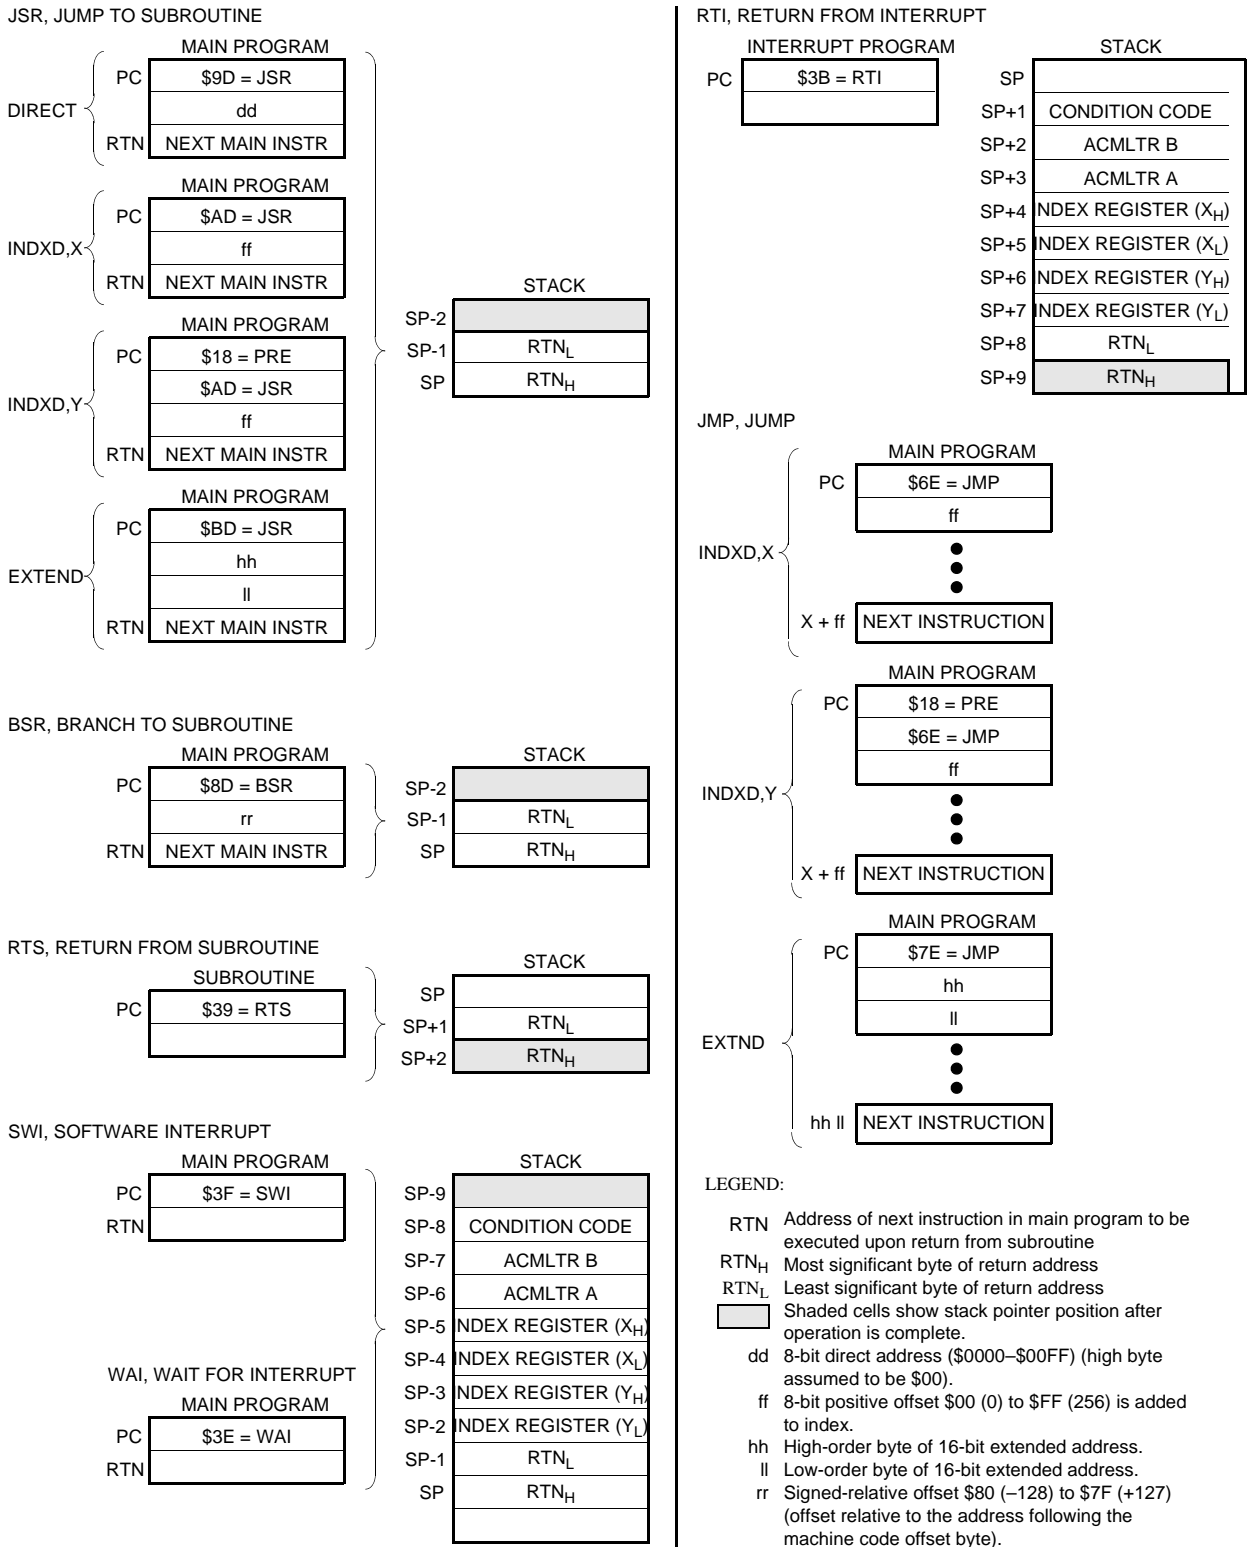 JSR, JUMP TO SUBROUTINE
MAIN PROGRAM
DIRECT
PC $9D = JSR
dd
RTN NEXT MAIN INSTR
MAIN PROGRAM
INDXD,X
PC $AD = JSR
ff
RTN NEXT MAIN INSTR
MAIN PROGRAM
INDXD,Y
PC $18 = PRE
$AD = JSR
ff
RTN NEXT MAIN INSTR
MAIN PROGRAM
EXTEND
PC $BD = JSR
hh
ll
RTN NEXT MAIN INSTR
STACK
SP-2
SP-1 RTNL
SP RTNH
BSR, BRANCH TO SUBROUTINE
MAIN PROGRAM
PC $8D = BSR
rr
RTN NEXT MAIN INSTR
STACK
SP-2
SP-1 RTNL
SP RTNH
RTS, RETURN FROM SUBROUTINE
SUBROUTINE
PC $39 = RTS
STACK
SP
SP+1 RTNL
SP+2 RTNH
SWI, SOFTWARE INTERRUPT
MAIN PROGRAM
PC $3F = SWI
RTN
WAI, WAIT FOR INTERRUPT
MAIN PROGRAM
PC $3E = WAI
RTN
STACK
SP-9
SP-8 CONDITION CODE
SP-7 ACMLTR B
SP-6 ACMLTR A
SP-5 NDEX REGISTER (XH)
SP-4 INDEX REGISTER (XL)
SP-3 NDEX REGISTER (YH)
SP-2 INDEX REGISTER (YL)
SP-1 RTNL
SP RTNH
RTI, RETURN FROM INTERRUPT
INTERRUPT PROGRAM
PC $3B = RTI
STACK
SP
SP+1 CONDITION CODE
SP+2 ACMLTR B
SP+3 ACMLTR A
SP+4 NDEX REGISTER (XH)
SP+5 INDEX REGISTER (XL)
SP+6 NDEX REGISTER (YH)
SP+7 INDEX REGISTER (YL)
SP+8 RTNL
SP+9 RTNH
JMP, JUMP
MAIN PROGRAM
INDXD,X
PC $6E = JMP
ff
X + ff NEXT INSTRUCTION
MAIN PROGRAM
INDXD,Y
PC $18 = PRE
$6E = JMP
ff
X + ff NEXT INSTRUCTION
MAIN PROGRAM
EXTND
PC $7E = JMP
hh
ll
hh ll NEXT INSTRUCTION
LEGEND:
RTN Address of next instruction in main program to be
executed upon return from subroutine
RTNH Most significant byte of return address
RTNL Least significant byte of return address
Shaded cells show stack pointer position after
operation is complete.
dd 8-bit direct address ($0000–$00FF) (high byte
assumed to be $00).
ff 8-bit positive offset $00 (0) to $FF (256) is added
to index.
hh High-order byte of 16-bit extended address.
ll Low-order byte of 16-bit extended address.
rr Signed-relative offset $80 (–128) to $7F (+127)
(offset relative to the address following the
machine code offset byte).